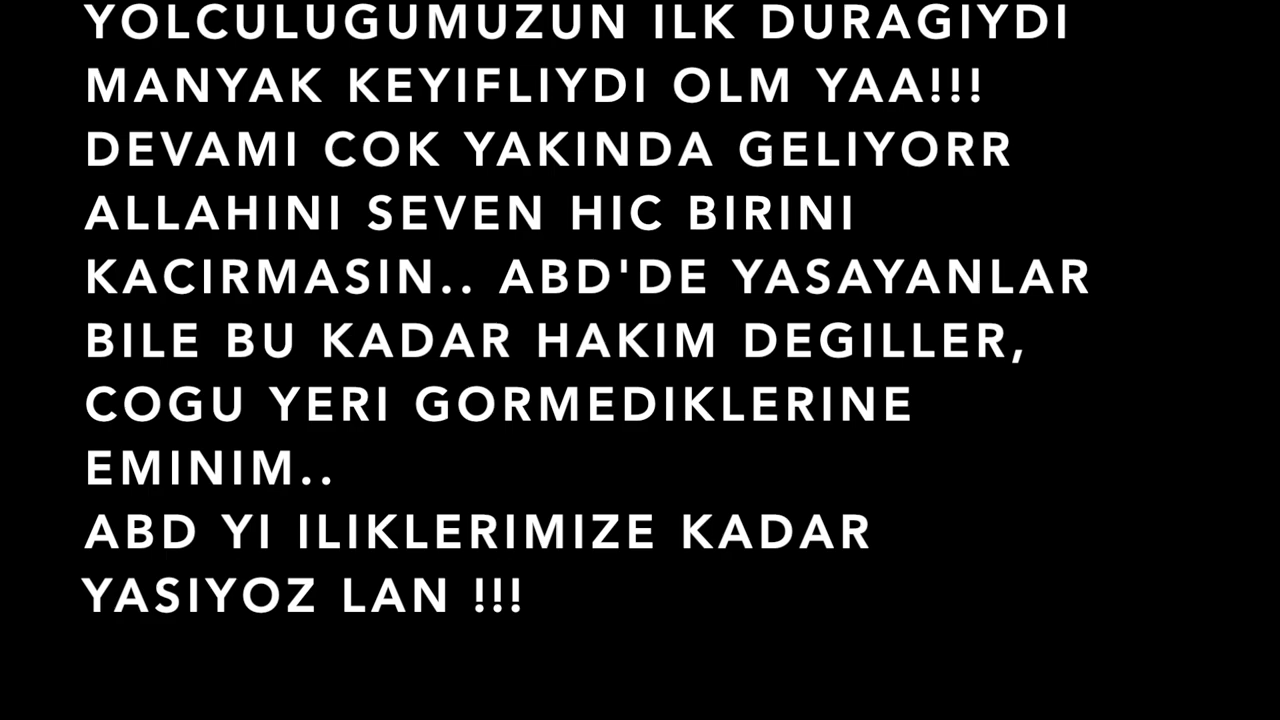 YOLCULUGUMUZUN ILK DURAGIYDI
MANYAK KEYIFLIYDI OLM YAA!!!
DEVAMI COK YAKINDA GELIYORR
ALLAHINI SEVEN HIC BIRINI
KACIRMASIN.. ABD'DE YASAYANLAR
BILE BU KADAR HAKIM DEGILLER,
COGU YERI GORMEDIKLERINE
EMINIM..
ABD YI ILIKLERIMIZE KADAR
YASIYOZ LAN !!!